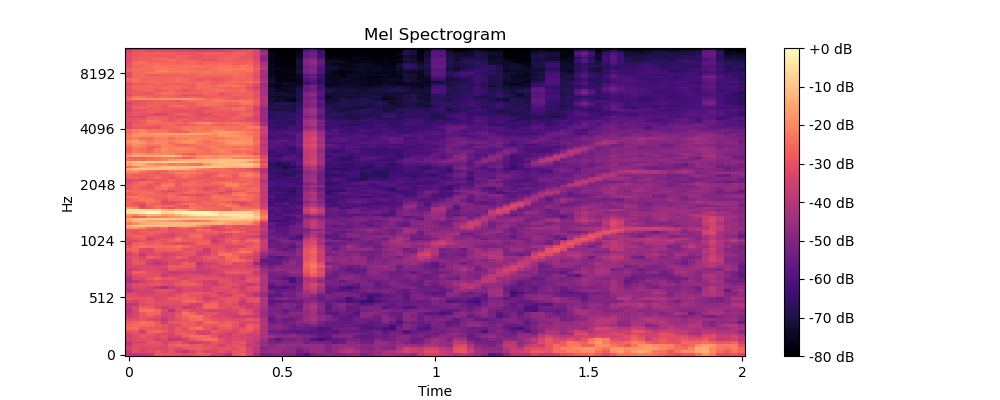 Mel Spectrogram
Hz
8192
4096
2048
1024
512
0
0 0.5 1 1.5 2
Time
+0 dB
-10 dB
-20 dB
-30 dB
-40 dB
-50 dB
-60 dB
-70 dB
-80 dB